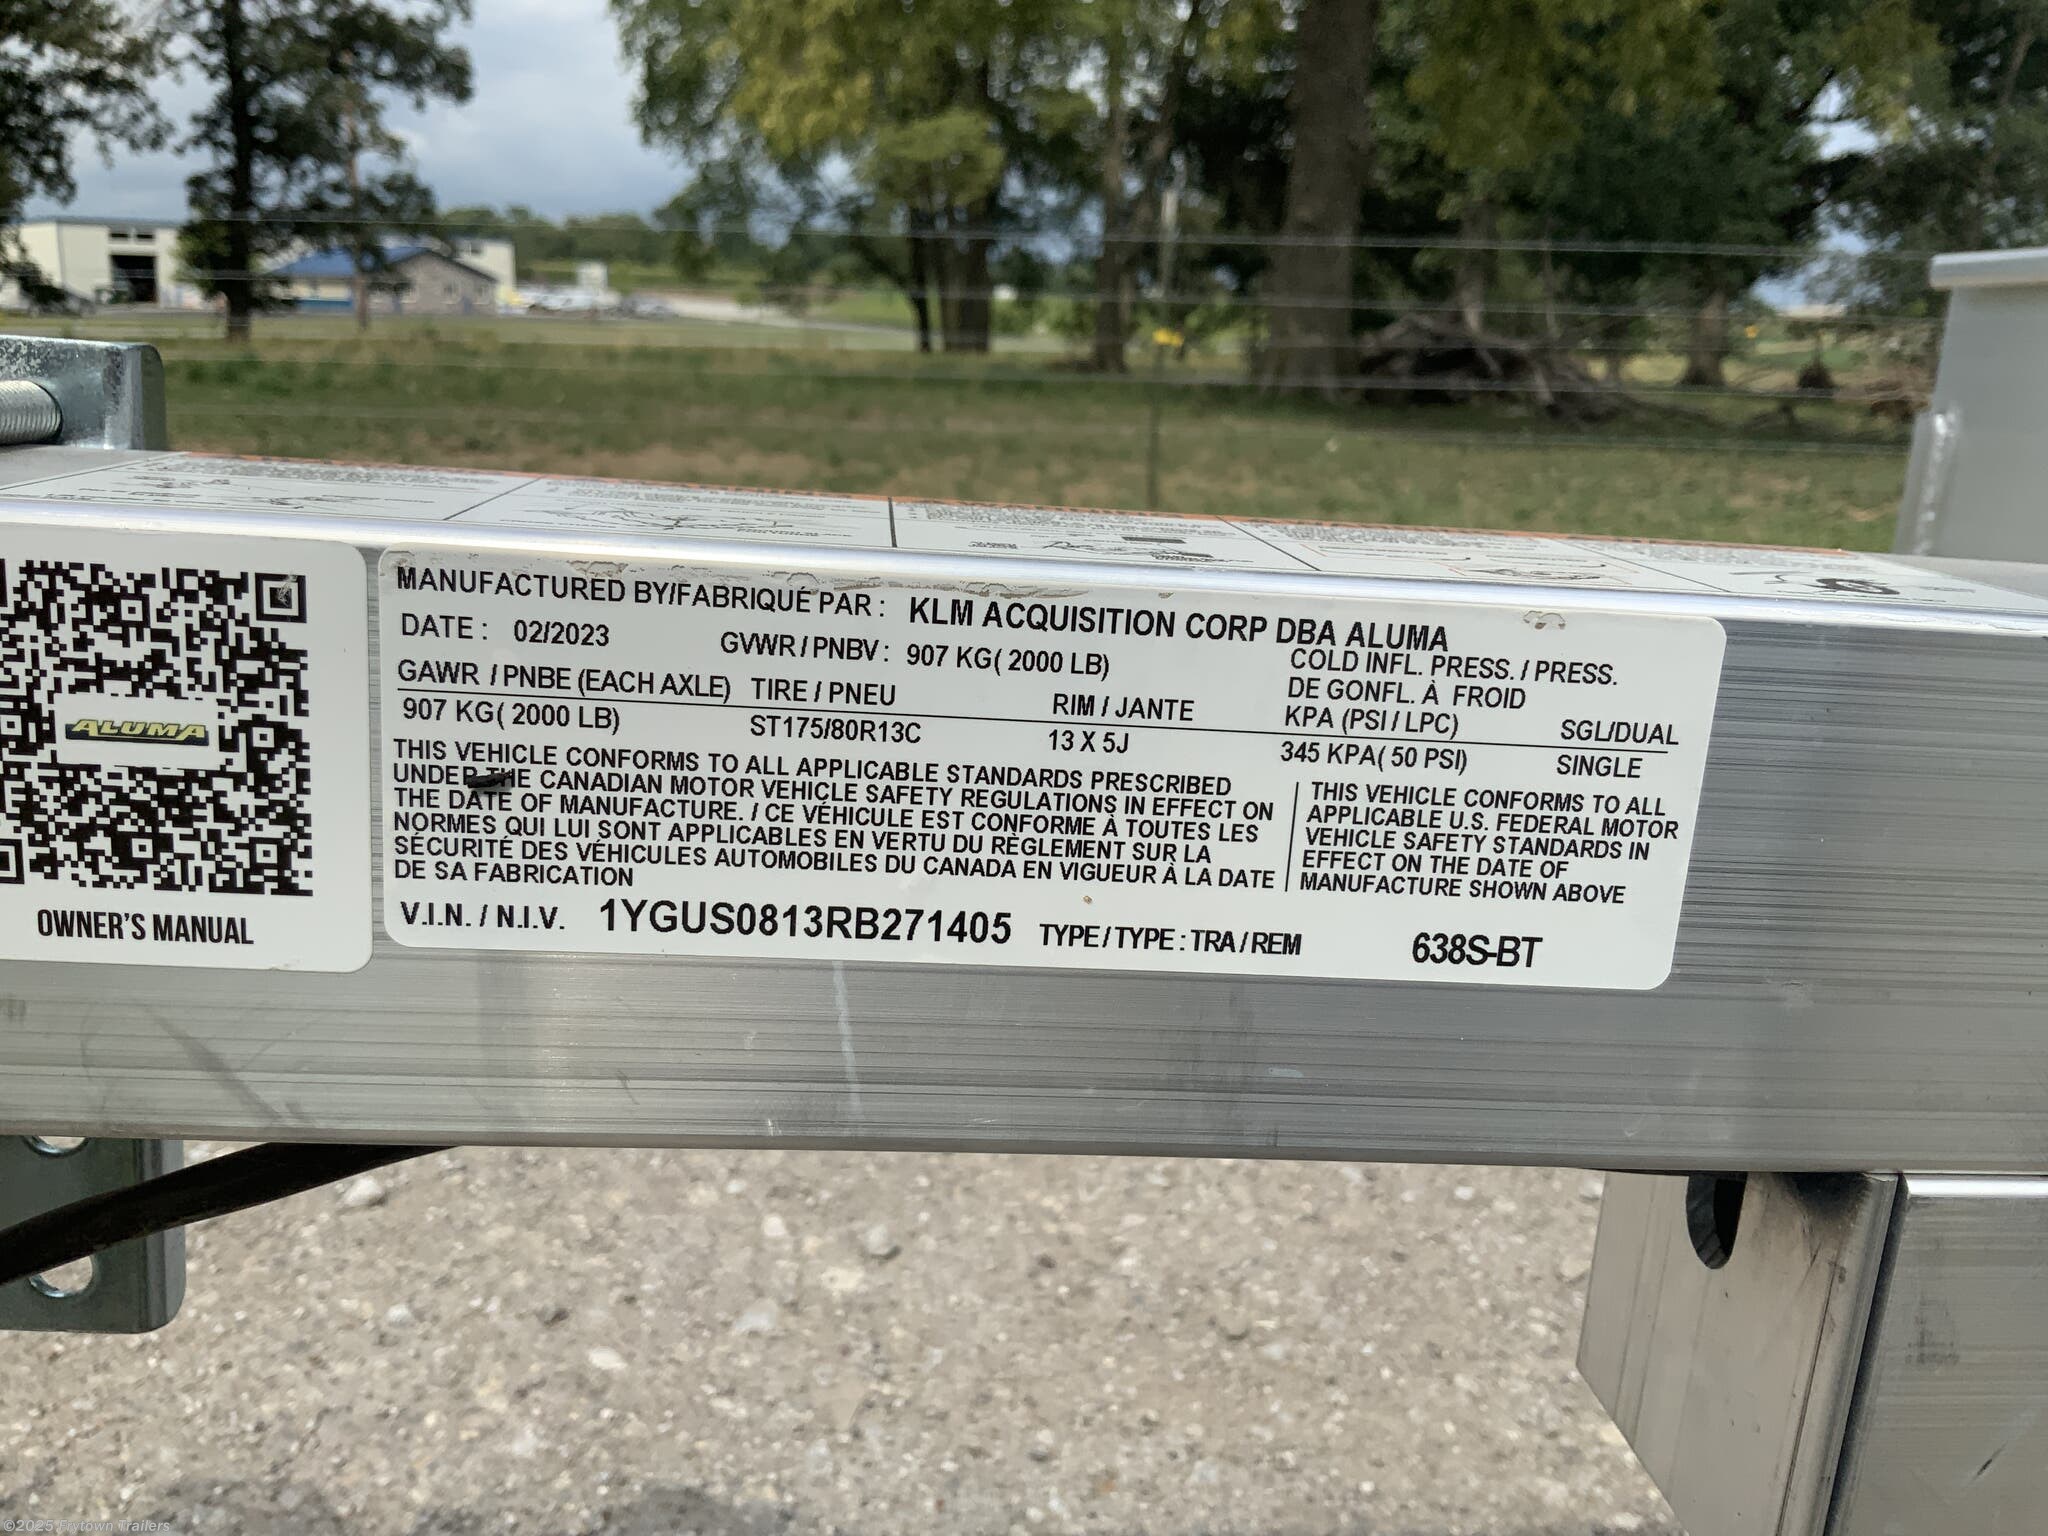 ALUMA
OWNER'S MANUAL
MANUFACTURED BY/FABRIQUÉ PAR : KLM ACQUISITION CORP DBA ALUMA
DATE : 02/2023 GVWR / PNBV : 907 KG( 2000 LB)
COLD INFL. PRESS. / PRESS.
DE GONFL. À FROID
GAWR / PNBE (EACH AXLE) TIRE / PNEU RIM / JANTE KPA (PSI / LPC) SGL/DUAL
907 KG( 2000 LB) ST175/80R13C 13 X 5J 345 KPA( 50 PSI) SINGLE
THIS VEHICLE CONFORMS TO ALL APPLICABLE STANDARDS PRESCRIBED
UNDER THE CANADIAN MOTOR VEHICLE SAFETY REGULATIONS IN EFFECT ON
THE DATE OF MANUFACTURE. / CE VÉHICULE EST CONFORME À TOUTES LES
NORMES QUI LUI SONT APPLICABLES EN VERTU DU RÈGLEMENT SUR LA
SÉCURITÉ DES VÉHICULES AUTOMOBILES DU CANADA EN VIGUEUR À LA DATE
DE SA FABRICATION
THIS VEHICLE CONFORMS TO ALL
APPLICABLE U.S. FEDERAL MOTOR
VEHICLE SAFETY STANDARDS IN
EFFECT ON THE DATE OF
MANUFACTURE SHOWN ABOVE
V.I.N. / N.I.V. 1YGUS0813RB271405 TYPE / TYPE : TRA / REM 638S-BT
©2025 Frytown Trailers